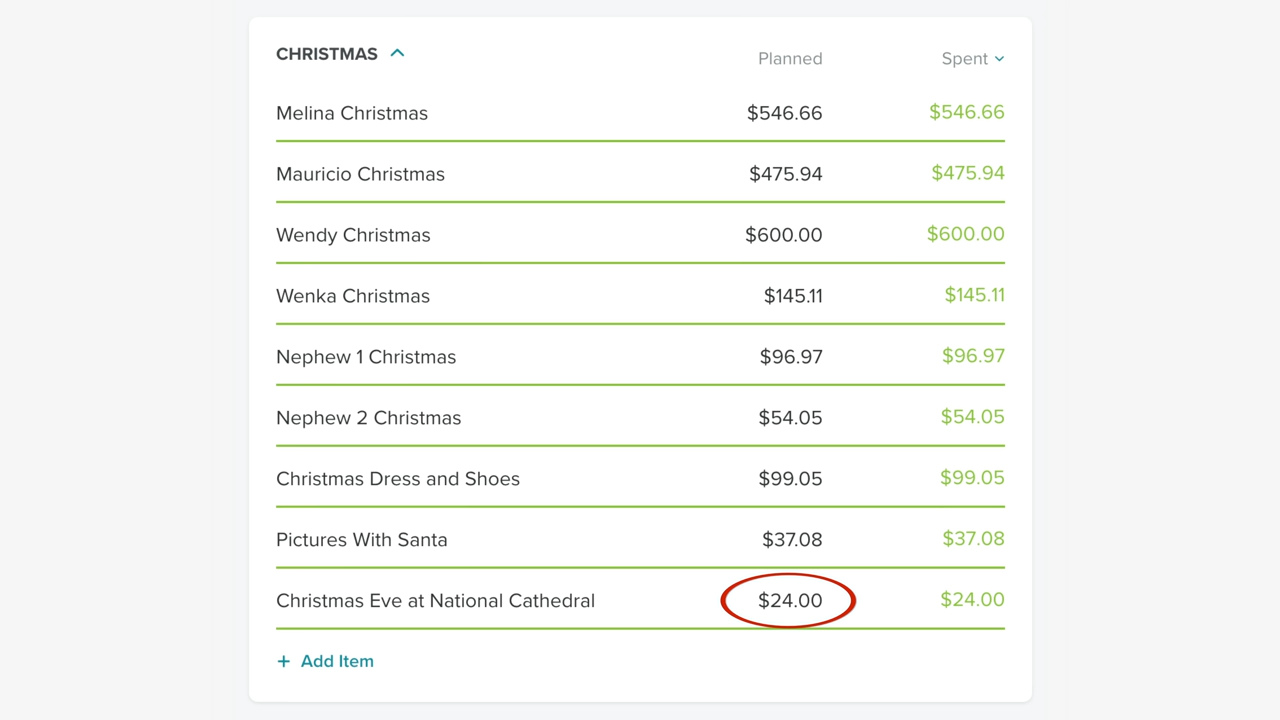 CHRISTMAS Planned Spent
Melina Christmas $546.66 $546.66
Mauricio Christmas $475.94 $475.94
Wendy Christmas $600.00 $600.00
Wenka Christmas $145.11 $145.11
Nephew 1 Christmas $96.97 $96.97
Nephew 2 Christmas $54.05 $54.05
Christmas Dress and Shoes $99.05 $99.05
Pictures With Santa $37.08 $37.08
Christmas Eve at National Cathedral $24.00 $24.00
+ Add Item